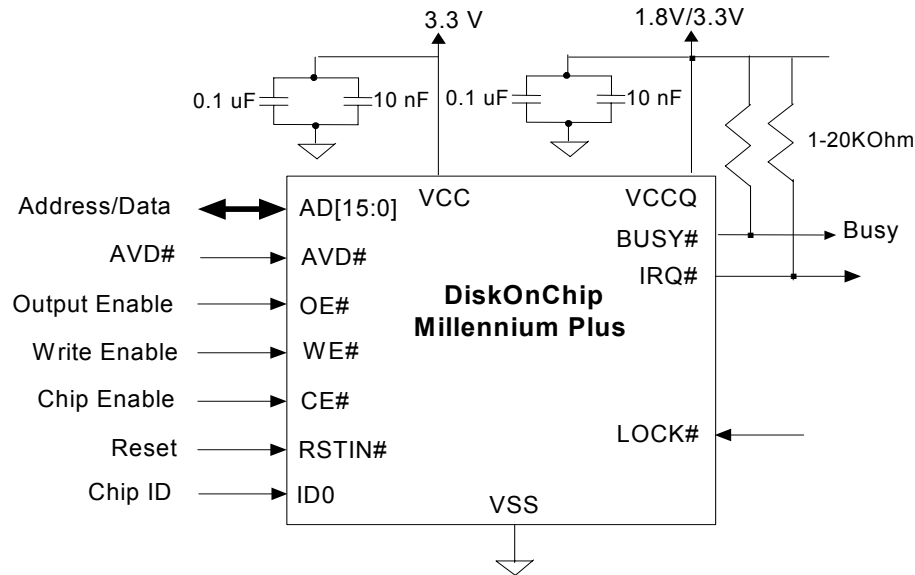 3.3 V
1.8V/3.3V
0.1 uF
10 nF
0.1 uF
10 nF
1-20KOhm
Address/Data
AD[15:0]
VCC
VCCQ
AVD#
AVD#
BUSY#
Busy
Output Enable
OE#
IRQ#
DiskOnChip
Millennium Plus
Write Enable
WE#
Chip Enable
CE#
LOCK#
Reset
RSTIN#
Chip ID
ID0
VSS